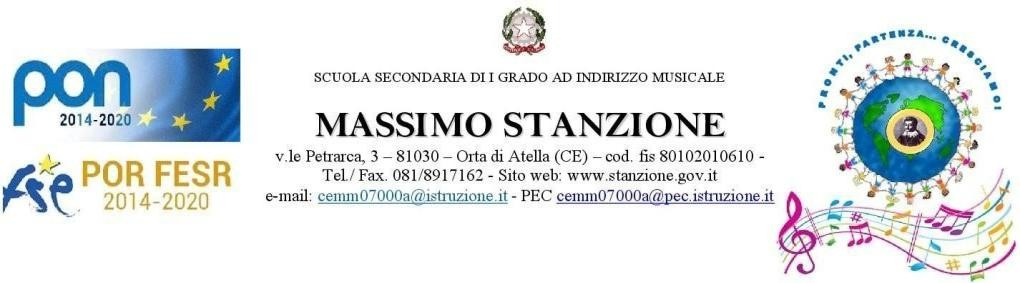 pon
2014-2020
fse
POR FESR
2014-2020
SCUOLA SECONDARIA DI I GRADO AD INDIRIZZO MUSICALE
MASSIMO STANZIONE
v.le Petrarca, 3 – 81030 – Orta di Atella (CE) – cod. fis 80102010610 -
Tel./ Fax. 081/8917162 - Sito web: www.stanzione.gov.it
e-mail: cemm07000a@istruzione.it - PEC cemm07000a@pec.istruzione.it
PRONTI, PARTENZA... CRESCIAMO!